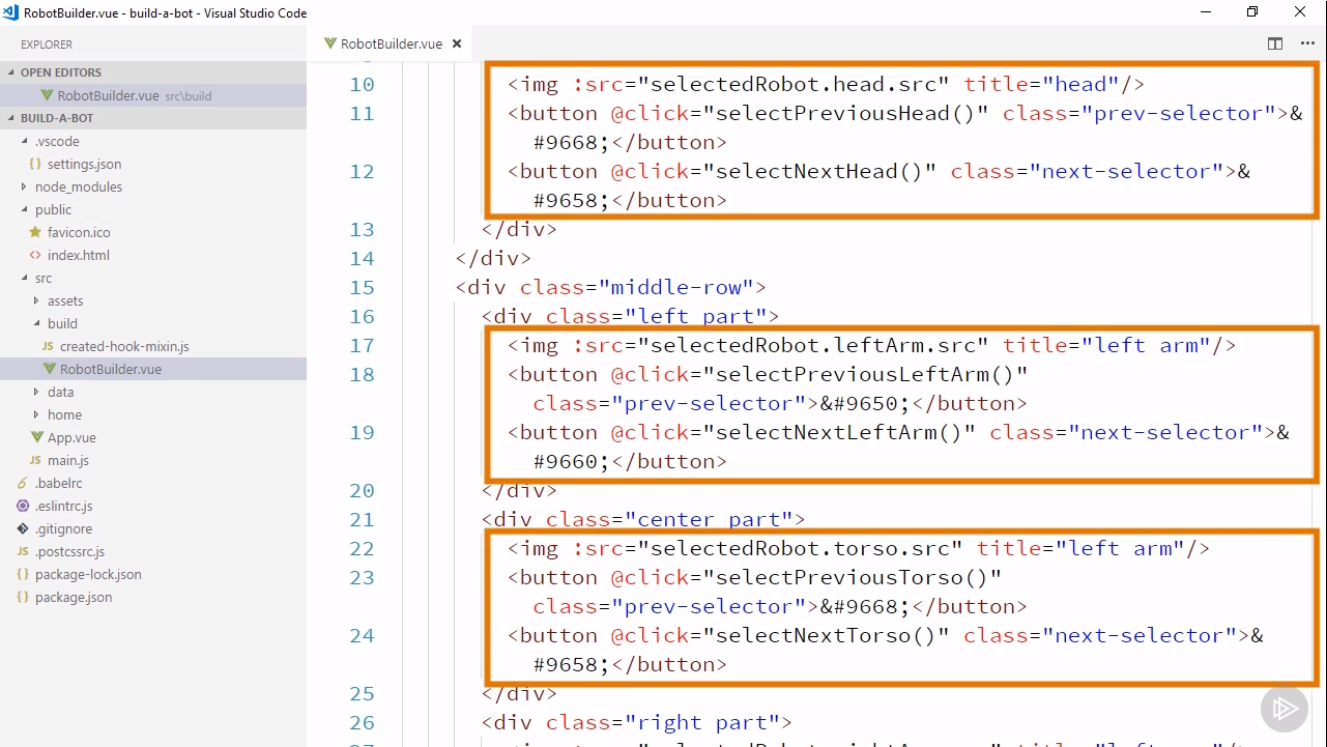 RobotBuilder.vue - build-a-bot - Visual Studio Code
EXPLORER
OPEN EDITORS
RobotBuilder.vue src\build
BUILD-A-BOT
.vscode
{} settings.json
node_modules
public
favicon.ico
<> index.html
src
assets
build
JS created-hook-mixin.js
RobotBuilder.vue
data
home
App.vue
JS main.js
.babelrc
.eslintrc.js
.gitignore
JS .postcssrc.js
{} package-lock.json
{} package.json
RobotBuilder.vue
10 <img :src="selectedRobot.head.src" title="head"/>
11 <button @click="selectPreviousHead()" class="prev-selector">&
#9668;</button>
12 <button @click="selectNextHead()" class="next-selector">&
#9658;</button>
13 </div>
14 </div>
15 <div class="middle-row">
16 <div class="left part">
17 <img :src="selectedRobot.leftArm.src" title="left arm"/>
18 <button @click="selectPreviousLeftArm()"
class="prev-selector">&#9650;</button>
19 <button @click="selectNextLeftArm()" class="next-selector">&
#9660;</button>
20 </div>
21 <div class="center part">
22 <img :src="selectedRobot.torso.src" title="left arm"/>
23 <button @click="selectPreviousTorso()"
class="prev-selector">&#9668;</button>
24 <button @click="selectNextTorso()" class="next-selector">&
#9658;</button>
25 </div>
26 <div class="right part">